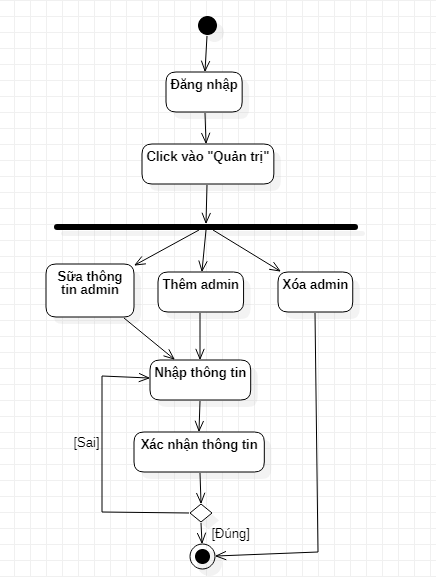 Đăng nhập
Click vào "Quản trị"
Sữa thông
tin admin
Thêm admin
Xóa admin
Nhập thông tin
[Sai]
Xác nhận thông tin
[Đúng]